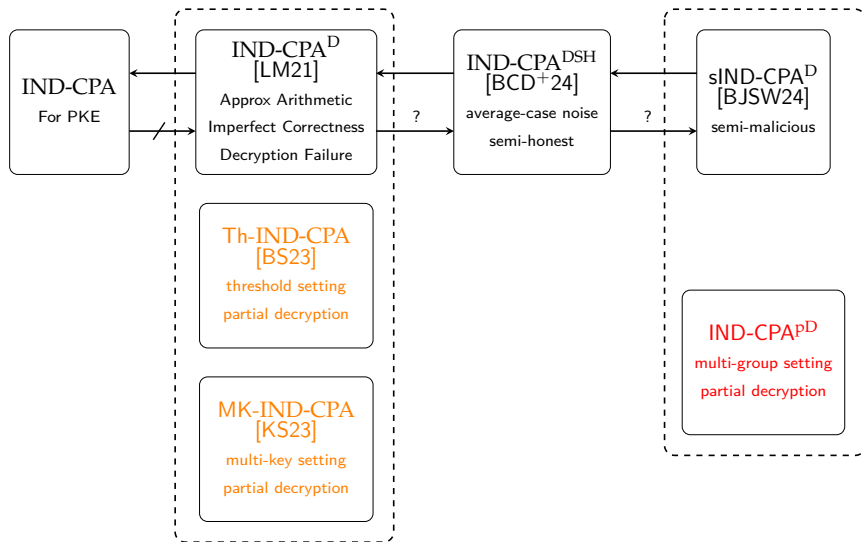 IND-CPA
For PKE
IND-CPA^D
[LM21]
Approx Arithmetic
Imperfect Correctness
Decryption Failure
?
IND-CPA^DSH
[BCD+24]
average-case noise
semi-honest
?
sIND-CPA^D
[BJSW24]
semi-malicious
Th-IND-CPA
[BS23]
threshold setting
partial decryption
IND-CPA^pD
multi-group setting
partial decryption
MK-IND-CPA
[KS23]
multi-key setting
partial decryption